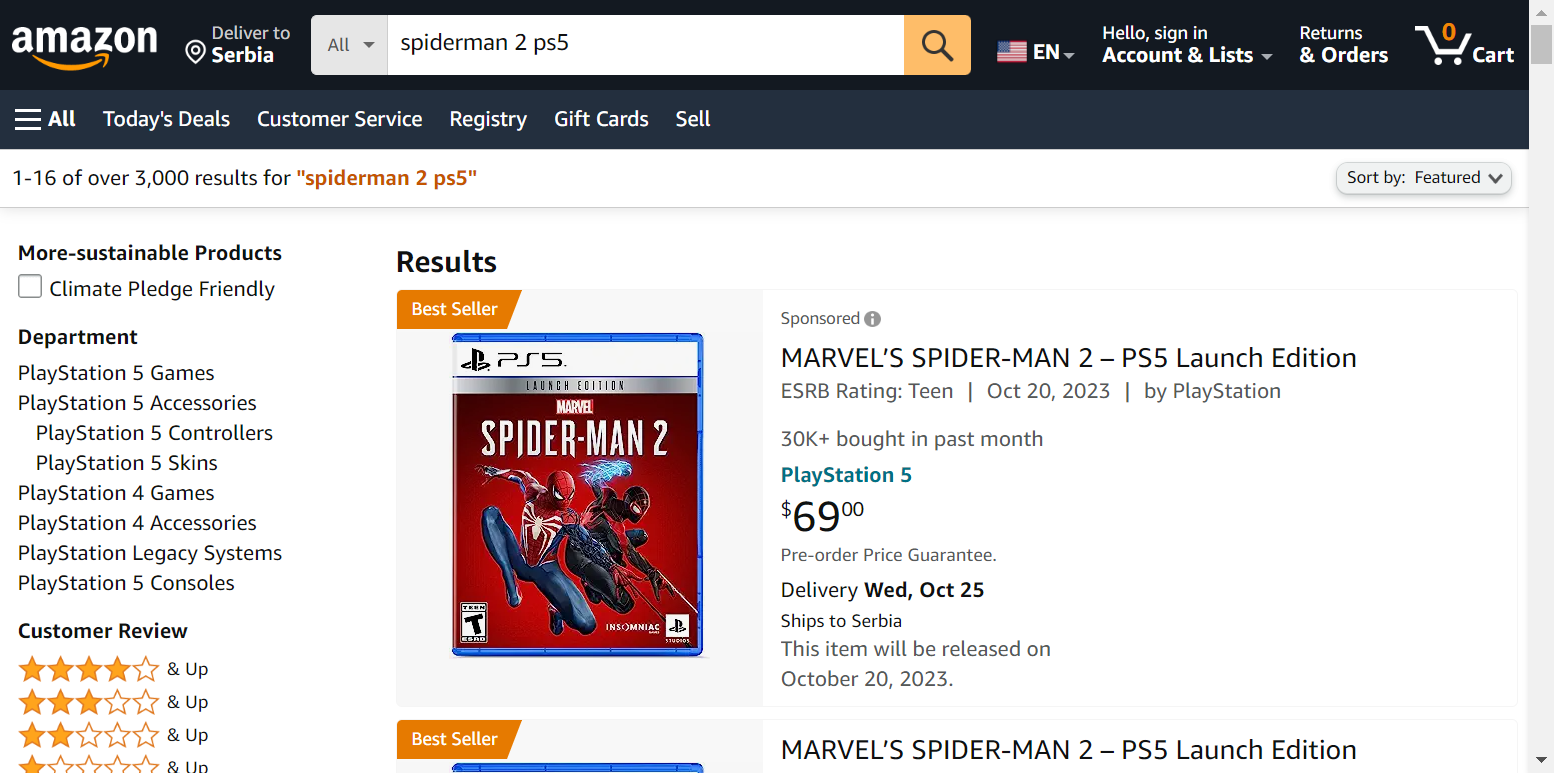 amazon
Deliver to
Serbia
All
spiderman 2 ps5
EN
Hello, sign in
Account & Lists
Returns
& Orders
0
Cart
All
Today's Deals
Customer Service
Registry
Gift Cards
Sell
1-16 of over 3,000 results for "spiderman 2 ps5"
Sort by: Featured
More-sustainable Products
Climate Pledge Friendly
Department
PlayStation 5 Games
PlayStation 5 Accessories
PlayStation 5 Controllers
PlayStation 5 Skins
PlayStation 4 Games
PlayStation 4 Accessories
PlayStation Legacy Systems
PlayStation 5 Consoles
Customer Review
& Up
& Up
& Up
& Up
Results
Best Seller
PS5
LAUNCH EDITION
MARVEL
SPIDER-MAN 2
TEEN
T
ESRB
INSOMNIAC
GAMES
STUDIOS
Sponsored
MARVEL’S SPIDER-MAN 2 – PS5 Launch Edition
ESRB Rating: Teen | Oct 20, 2023 | by PlayStation
30K+ bought in past month
PlayStation 5
$6900
Pre-order Price Guarantee.
Delivery Wed, Oct 25
Ships to Serbia
This item will be released on
October 20, 2023.
Best Seller
MARVEL’S SPIDER-MAN 2 – PS5 Launch Edition